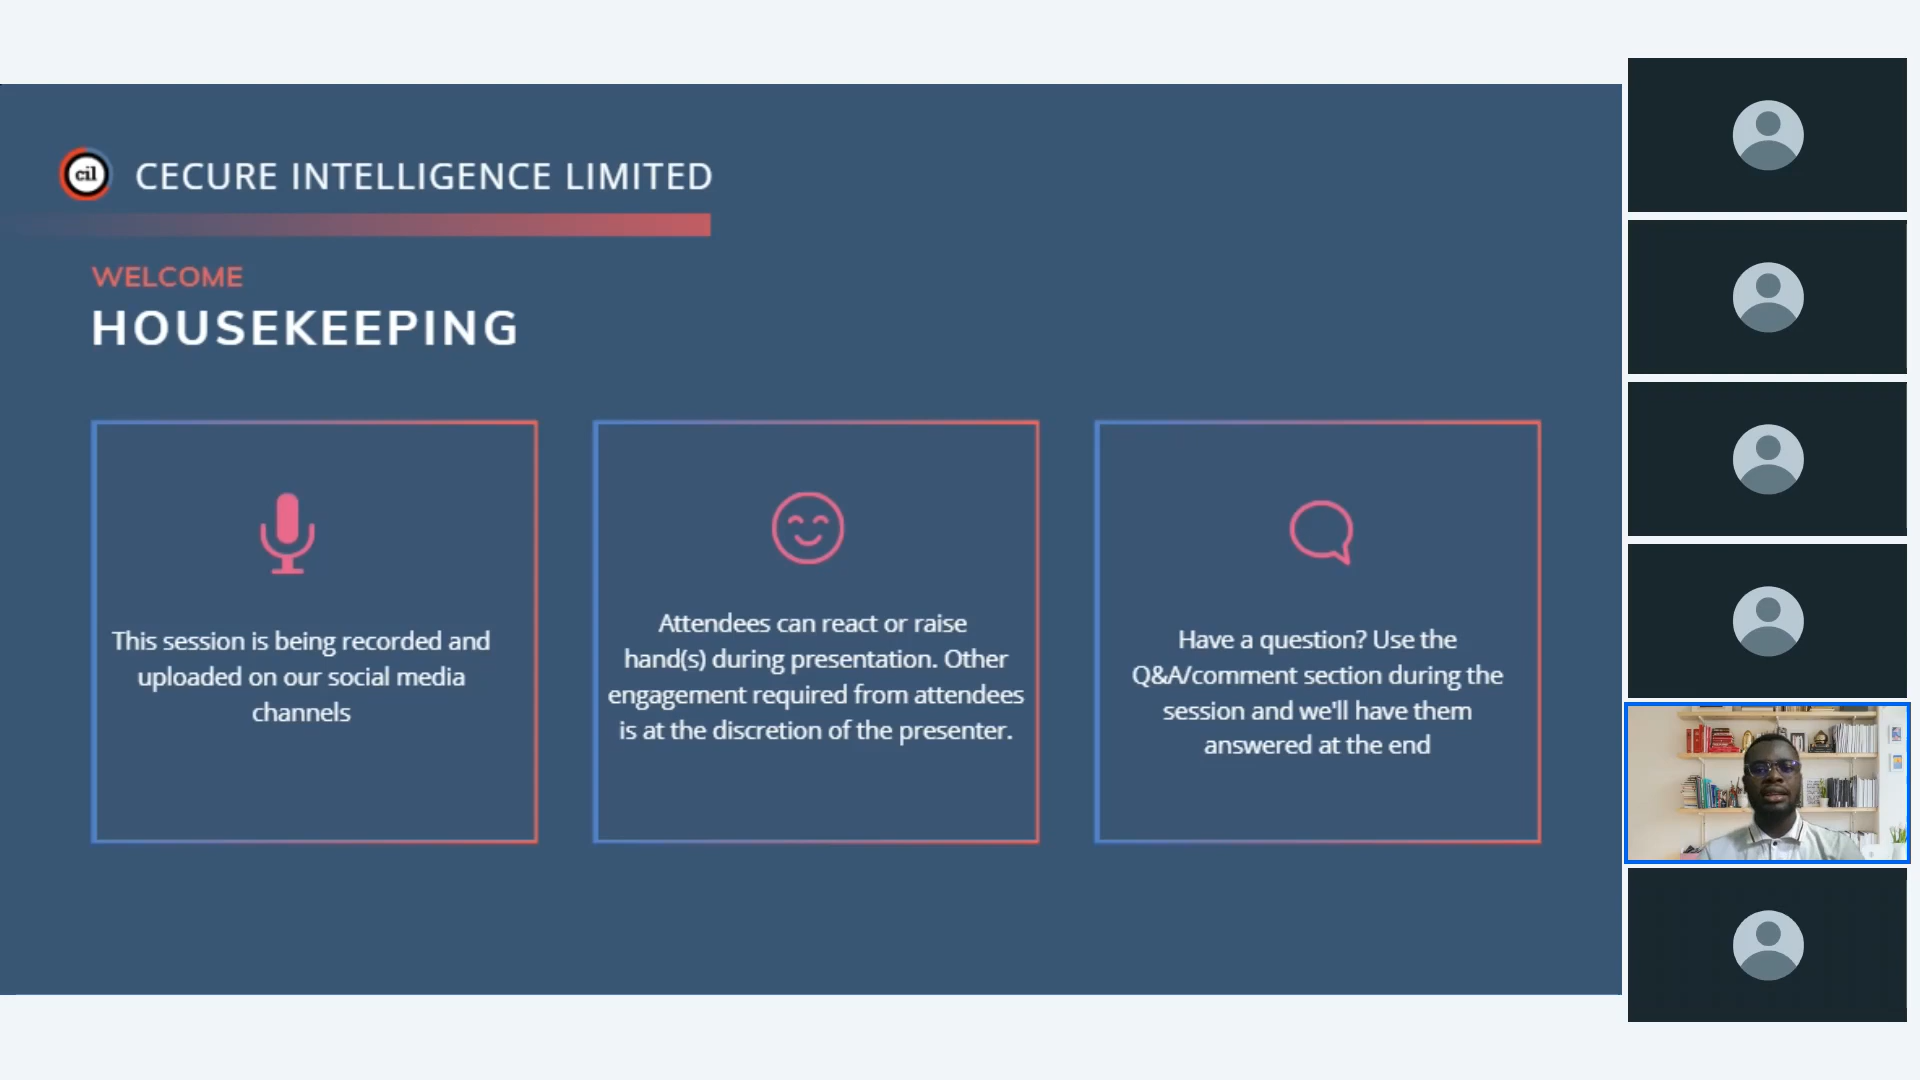 cil
CECURE INTELLIGENCE LIMITED
WELCOME
HOUSEKEEPING
This session is being recorded and
uploaded on our social media
channels
Attendees can react or raise
hand(s) during presentation. Other
engagement required from attendees
is at the discretion of the presenter.
Have a question? Use the
Q&A/comment section during the
session and we'll have them
answered at the end